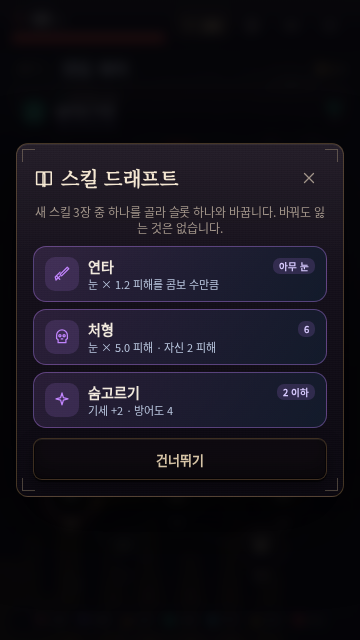 스킬 드래프트
새 스킬 3장 중 하나를 골라 슬롯 하나와 바꿉니다. 바꿔도 잃
는 것은 없습니다.
연타
아무 눈
눈 × 1.2 피해를 콤보 수만큼
처형
6
눈 × 5.0 피해 · 자신 2 피해
숨고르기
2 이하
기세 +2 · 방어도 4
건너뛰기